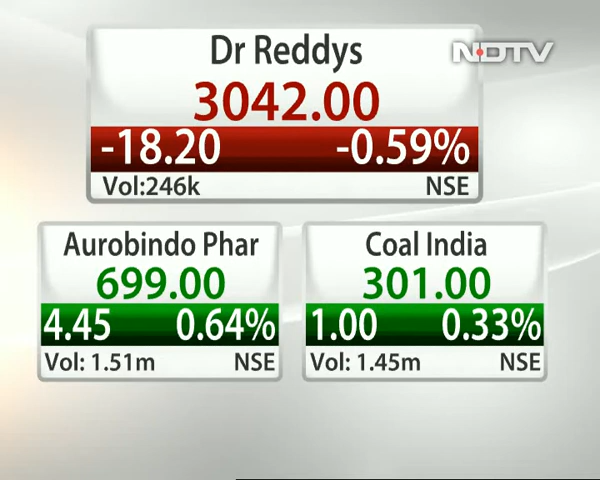 Dr Reddys
NDTV
3042.00
-18.20 -0.59%
Vol:246k NSE
Aurobindo Phar
699.00
4.45 0.64%
Vol: 1.51m NSE
Coal India
301.00
1.00 0.33%
Vol: 1.45m NSE